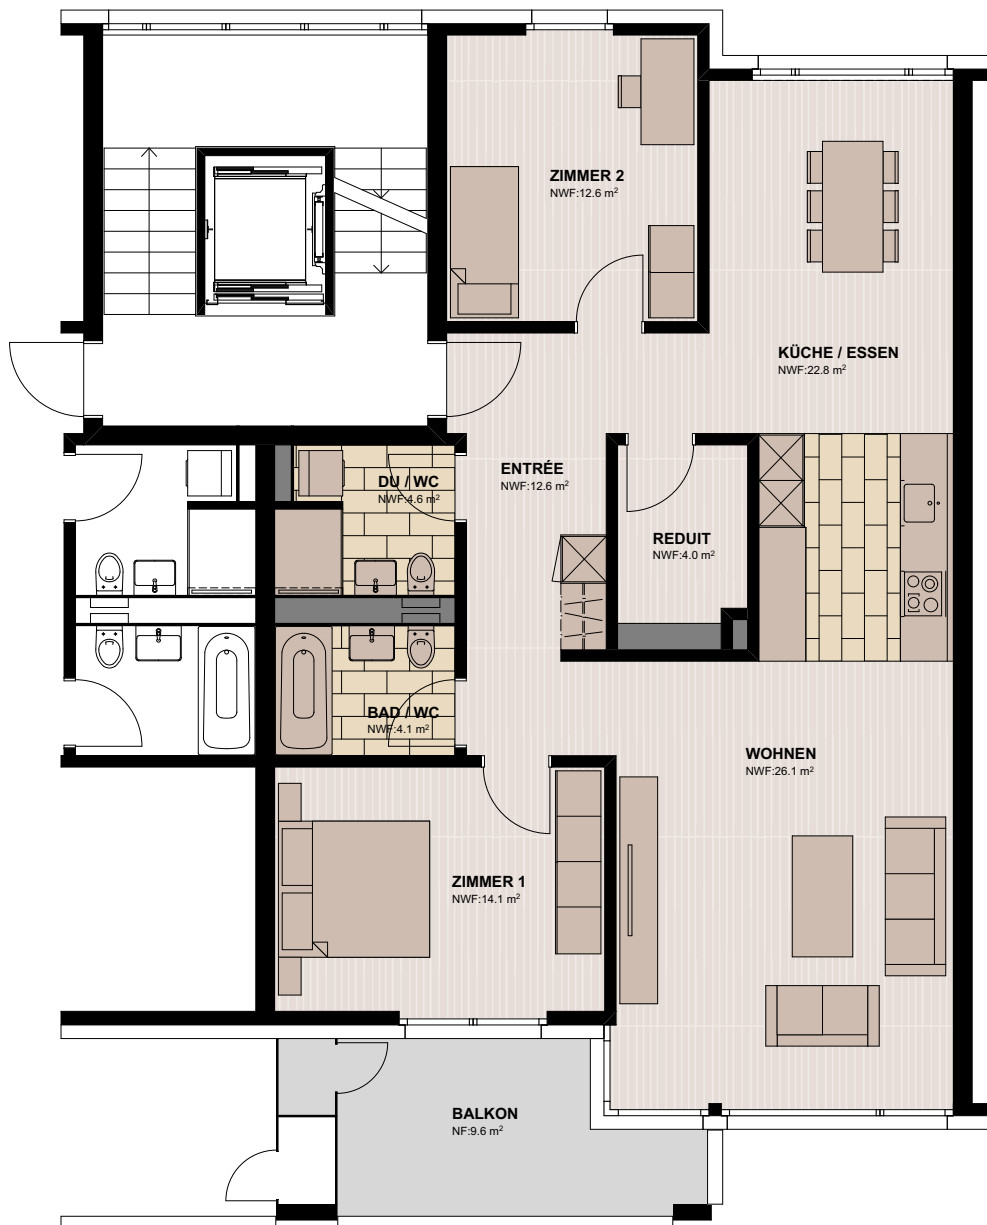 ZIMMER 2
NWF:12.6 m²
KÜCHE / ESSEN
NWF:22.8 m²
ENTRÉE
NWF:12.6 m²
DU / WC
NWF:4.6 m²
REDUIT
NWF:4.0 m²
BAD / WC
NWF:4.1 m²
WOHNEN
NWF:26.1 m²
ZIMMER 1
NWF:14.1 m²
BALKON
NF:9.6 m²